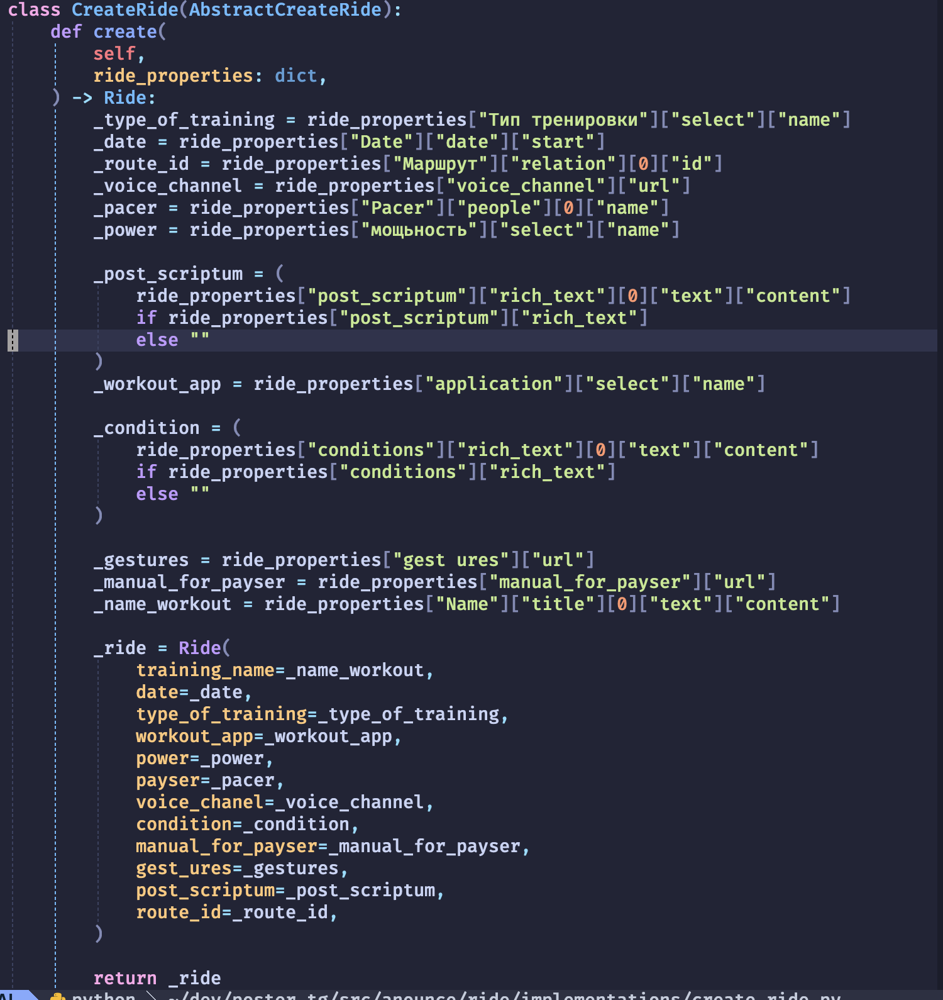 class CreateRide(AbstractCreateRide):
    def create(
        self,
        ride_properties: dict,
    ) -> Ride:
        _type_of_training = ride_properties["Тип тренировки"]["select"]["name"]
        _date = ride_properties["Date"]["date"]["start"]
        _route_id = ride_properties["Маршрут"]["relation"][0]["id"]
        _voice_channel = ride_properties["voice_channel"]["url"]
        _pacer = ride_properties["Pacer"]["people"][0]["name"]
        _power = ride_properties["мощьность"]["select"]["name"]

        _post_scriptum = (
            ride_properties["post_scriptum"]["rich_text"][0]["text"]["content"]
            if ride_properties["post_scriptum"]["rich_text"]
            else ""
        )
        _workout_app = ride_properties["application"]["select"]["name"]

        _condition = (
            ride_properties["conditions"]["rich_text"][0]["text"]["content"]
            if ride_properties["conditions"]["rich_text"]
            else ""
        )

        _gestures = ride_properties["gest ures"]["url"]
        _manual_for_payser = ride_properties["manual_for_payser"]["url"]
        _name_workout = ride_properties["Name"]["title"][0]["text"]["content"]

        _ride = Ride(
            training_name=_name_workout,
            date=_date,
            type_of_training=_type_of_training,
            workout_app=_workout_app,
            power=_power,
            payser=_pacer,
            voice_chanel=_voice_channel,
            condition=_condition,
            manual_for_payser=_manual_for_payser,
            gest_ures=_gestures,
            post_scriptum=_post_scriptum,
            route_id=_route_id,
        )

        return _ride
python ~/dev/poster_tg/src/anounce/ride/implementations/create_ride.py